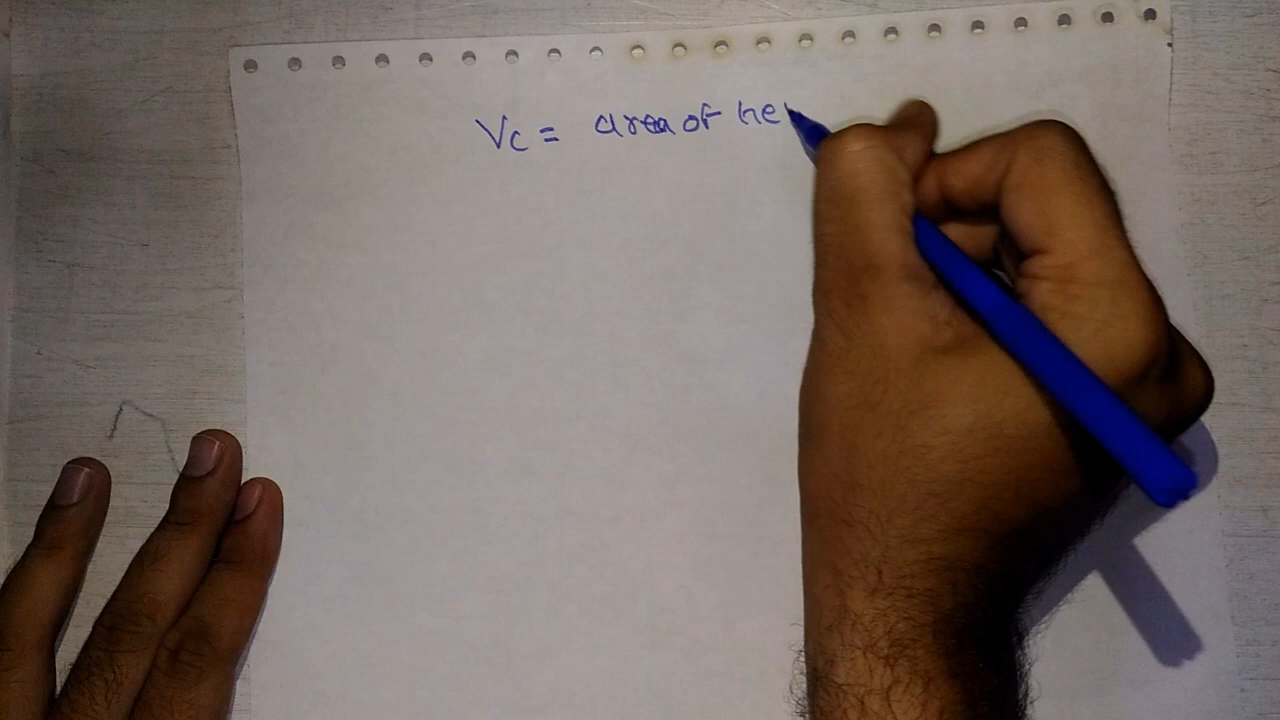 Vc = area of he